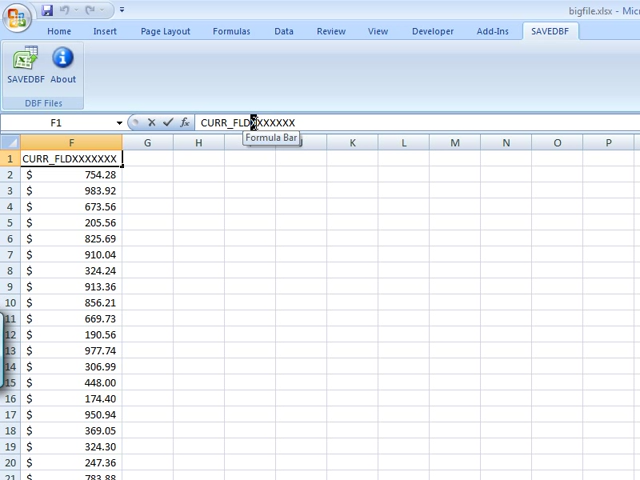 bigfile.xlsx - Mic
Home Insert Page Layout Formulas Data Review View Developer Add-Ins SAVEDBF
SAVEDBF About
DBF Files
F1 fx CURR_FLDXXXXXXX
Formula Bar
F G H J K L M N O P
1 CURR_FLDXXXXXXX
2 $ 754.28
3 $ 983.92
4 $ 673.56
5 $ 205.56
6 $ 825.69
7 $ 910.04
8 $ 324.24
9 $ 913.36
10 $ 856.21
11 $ 669.73
12 $ 190.56
13 $ 977.74
14 $ 306.99
15 $ 448.00
16 $ 174.40
17 $ 950.94
18 $ 369.05
19 $ 324.30
20 $ 247.36
21 $ 783.88